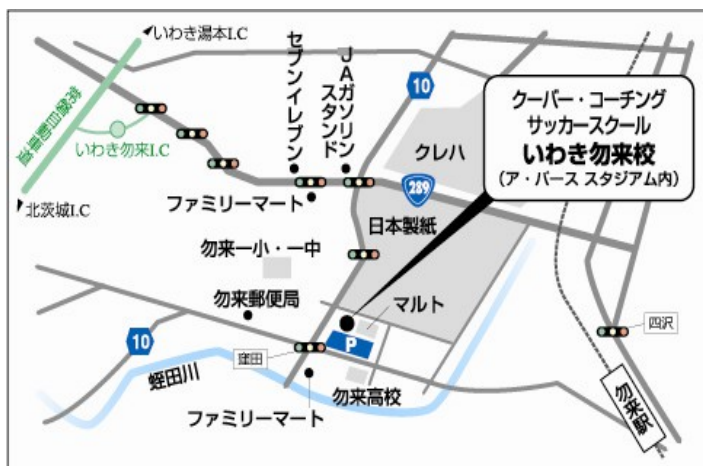 いわき湯本I.C
常磐自動車道
いわき勿来I.C
北茨城I.C
セブンイレブン
JAガソリン
スタンド
10
クーバー・コーチング
サッカースクール
いわき勿来校
(ア・パース スタジアム内)
クレハ
289
ファミリーマート
日本製紙
勿来一小・一中
勿来郵便局
マルト
P
10
窪田
四沢
蛭田川
勿来高校
ファミリーマート
勿来駅